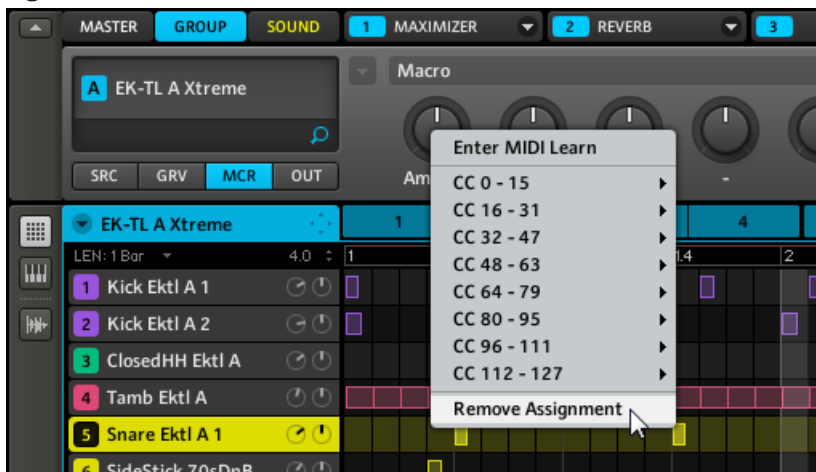 MASTER GROUP SOUND 1 MAXIMIZER 2 REVERB 3
Macro
A EK-TL A Xtreme
SRC GRV MCR OUT
Am
-
Enter MIDI Learn
CC 0 - 15
CC 16 - 31
CC 32 - 47
CC 48 - 63
CC 64 - 79
CC 80 - 95
CC 96 - 111
CC 112 - 127
Remove Assignment
EK-TL A Xtreme 1 4
LEN: 1 Bar 4.0 1 1.4 2
1 Kick Ektl A 1
2 Kick Ektl A 2
3 ClosedHH Ektl A
4 Tamb Ektl A
5 Snare Ektl A 1
6 SideStick 70sDnB